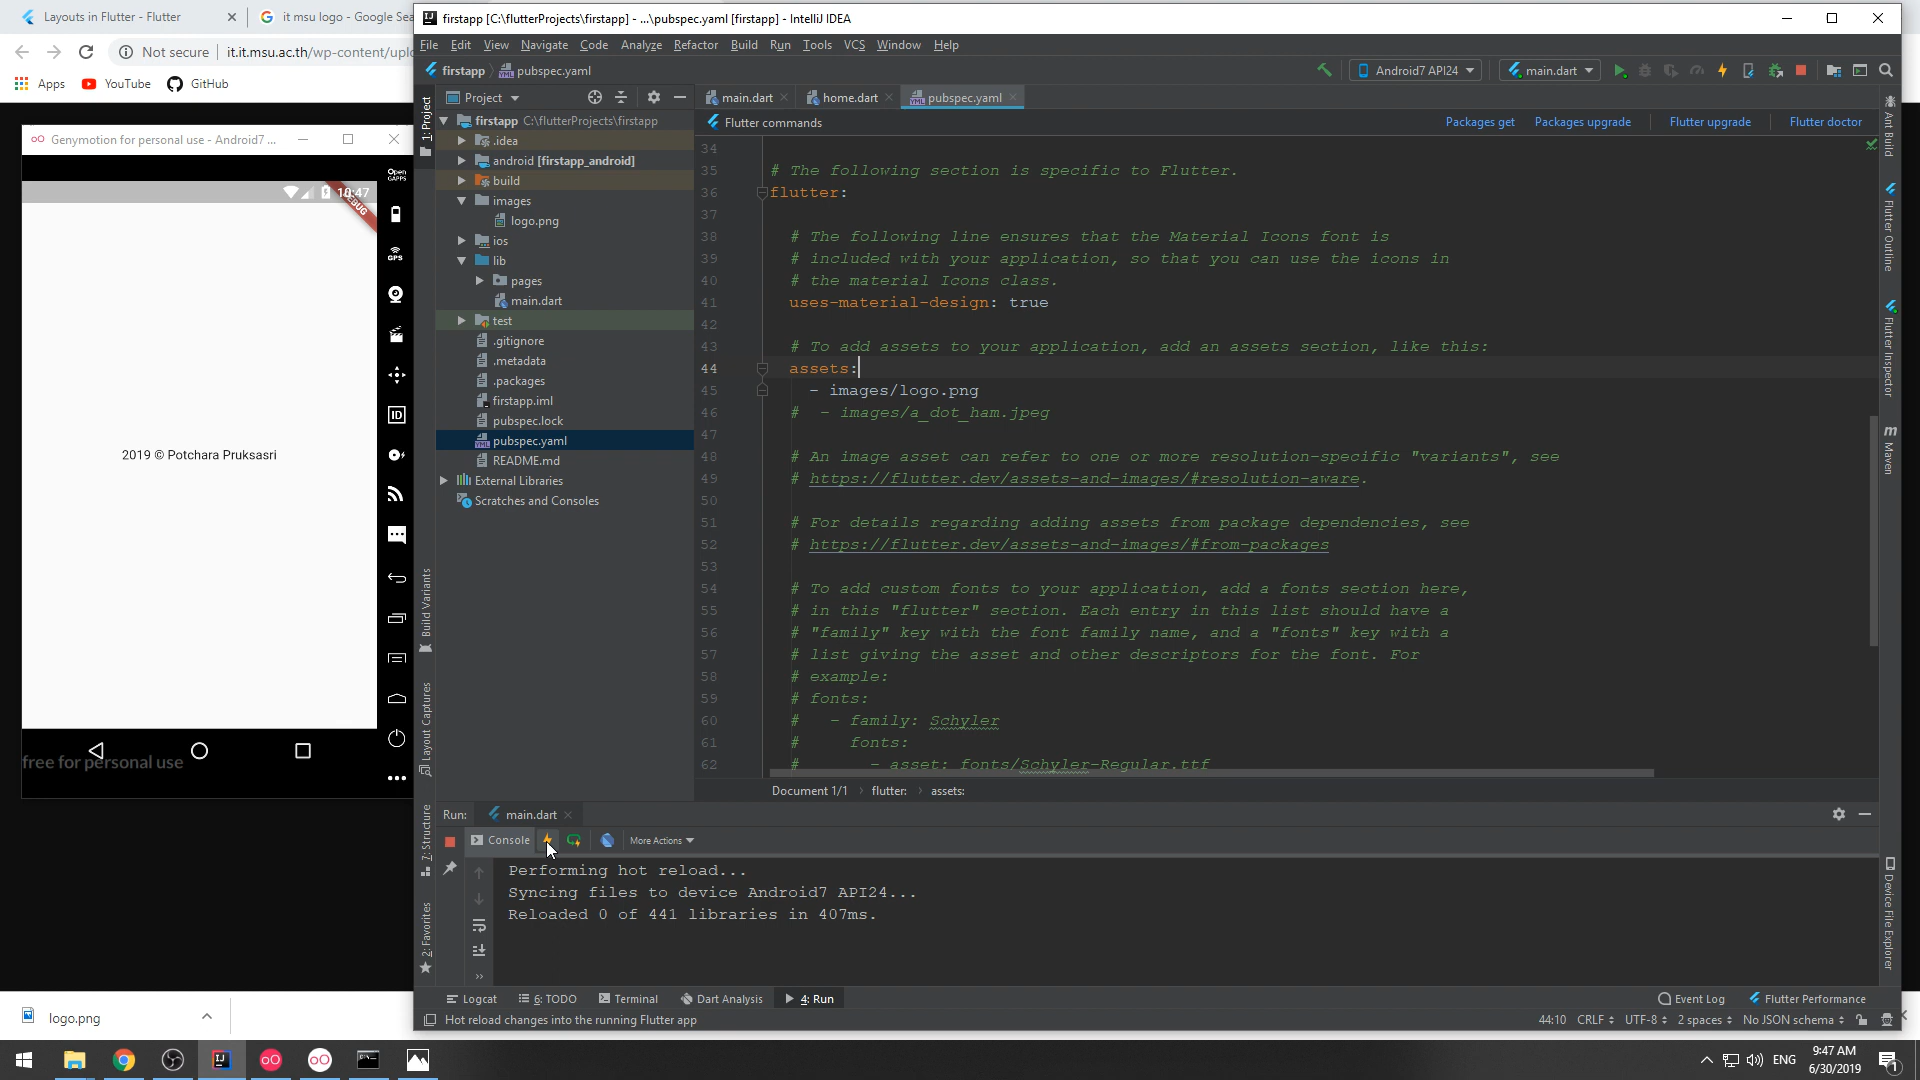 Layouts in Flutter - Flutter
it msu logo - Google Sea
Not secure
it.it.msu.ac.th/wp-content/uplo
Apps
YouTube
GitHub
firstapp [C:\flutterProjects\firstapp] - ...\pubspec.yaml [firstapp] - IntelliJ IDEA
File Edit View Navigate Code Analyze Refactor Build Run Tools VCS Window Help
firstapp
pubspec.yaml
Android7 API24
main.dart
Project
main.dart
home.dart
pubspec.yaml
Flutter commands
Packages get
Packages upgrade
Flutter upgrade
Flutter doctor
1: Project
Build Variants
Layout Captures
7: Structure
2: Favorites
firstapp C:\flutterProjects\firstapp
.idea
android [firstapp_android]
build
images
logo.png
ios
lib
pages
main.dart
test
.gitignore
.metadata
.packages
firstapp.iml
pubspec.lock
pubspec.yaml
README.md
External Libraries
Scratches and Consoles
34
35 # The following section is specific to Flutter.
36 flutter:
37
38 # The following line ensures that the Material Icons font is
39 # included with your application, so that you can use the icons in
40 # the material Icons class.
41 uses-material-design: true
42
43 # To add assets to your application, add an assets section, like this:
44 assets:
45 - images/logo.png
46 # - images/a_dot_ham.jpeg
47
48 # An image asset can refer to one or more resolution-specific "variants", see
49 # https://flutter.dev/assets-and-images/#resolution-aware.
50
51 # For details regarding adding assets from package dependencies, see
52 # https://flutter.dev/assets-and-images/#from-packages
53
54 # To add custom fonts to your application, add a fonts section here,
55 # in this "flutter" section. Each entry in this list should have a
56 # "family" key with the font family name, and a "fonts" key with a
57 # list giving the asset and other descriptors for the font. For
58 # example:
59 # fonts:
60 # - family: Schyler
61 # fonts:
62 # - asset: fonts/Schyler-Regular.ttf
Document 1/1
flutter:
assets:
Ant Build
Flutter Outline
Flutter Inspector
m Maven
Device File Explorer
Genymotion for personal use - Android7 ...
Open GAPPS
10:47
DEBUG
GPS
ID
2019 © Potchara Pruksasri
free for personal use
Run:
main.dart
Console
More Actions
Performing hot reload...
Syncing files to device Android7 API24...
Reloaded 0 of 441 libraries in 407ms.
Logcat
6: TODO
Terminal
Dart Analysis
4: Run
Event Log
Flutter Performance
Hot reload changes into the running Flutter app
44:10
CRLF
UTF-8
2 spaces
No JSON schema
logo.png
ENG
9:47 AM
6/30/2019
1